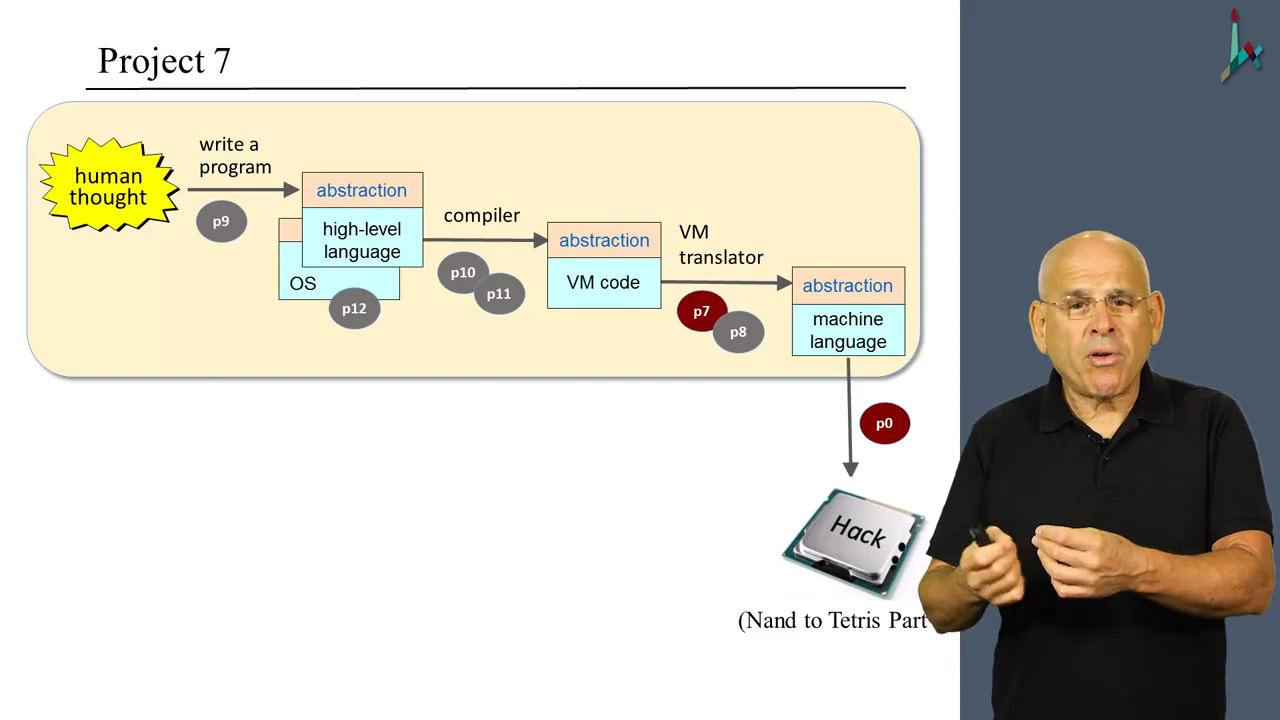 Project 7
human
thought
write a
program
p9
abstraction
high-level
language
OS
p12
compiler
p10
p11
abstraction
VM code
VM
translator
p7
p8
abstraction
machine
language
p0
Hack
(Nand to Tetris Part